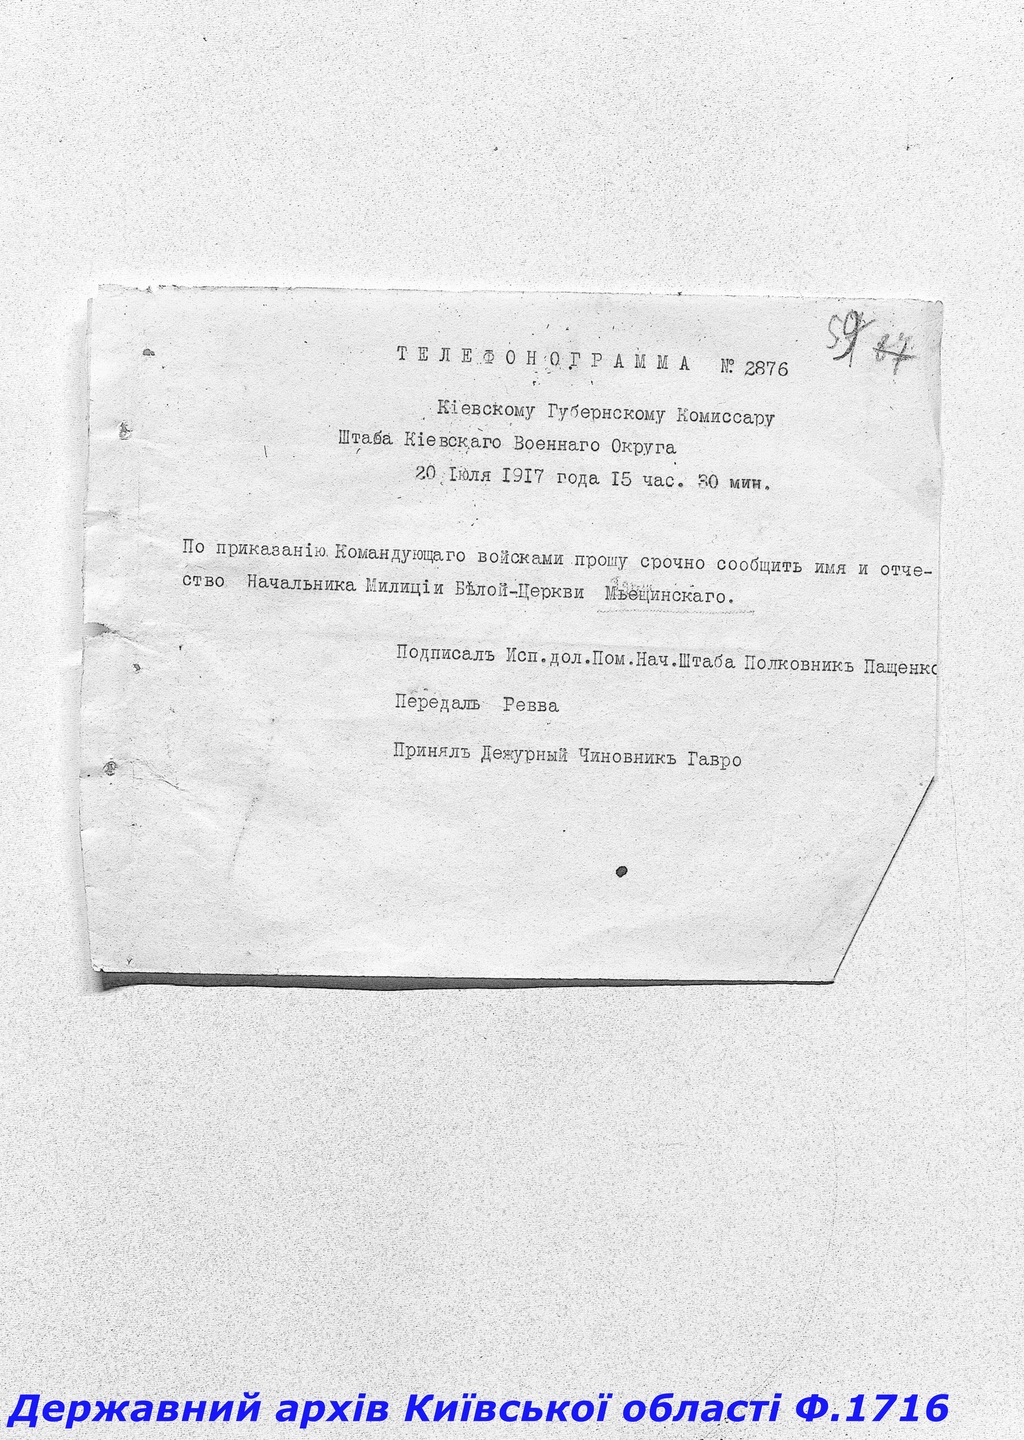 59 67
ТЕЛЕФОНОГРАММА № 2876
Кіевскому Губернскому Комиссару
Штаба Кіевскаго Военнаго Округа
20 Іюля 1917 года 15 час. 30 мин.
По приказанію Командующаго войсками прошу срочно сообщить имя и отче-
ство Начальника Милиціи Бѣлой-Церкви Мъещинскаго.
Подписалъ Исп.дол.Пом.Нач.Штаба Полковникъ Пащенко
Передалъ Ревва
Принялъ Дежурный Чиновникъ Гавро
Державний архів Київської області Ф.1716